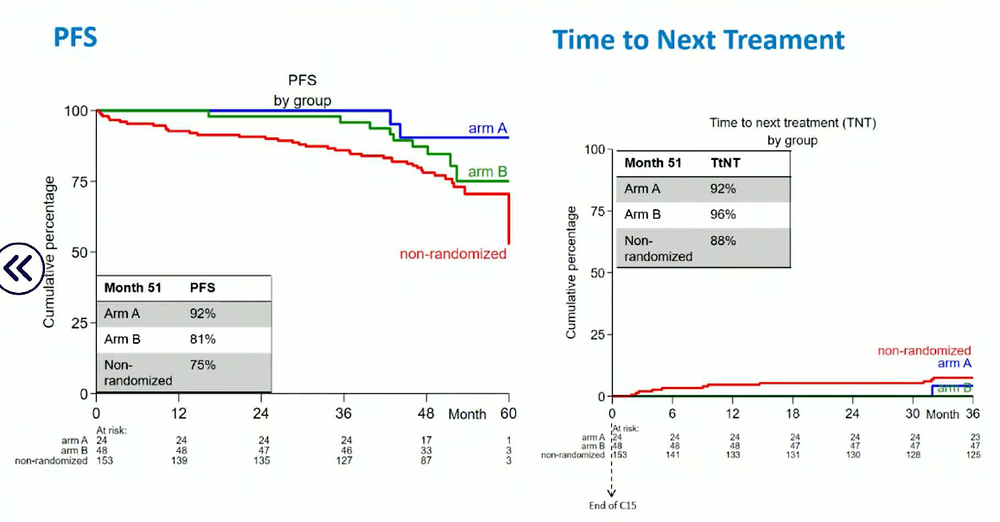 PFS
PFS
by group
100
75
50
25
0
Cumulative percentage
arm A
arm B
non-randomized
Month 51 PFS
Arm A 92%
Arm B 81%
Non-
randomized 75%
0 12 24 36 48 Month 60
At risk:
arm A 24 24 24 24 17 1
arm B 48 48 47 46 33 3
non-randomized 153 139 135 127 87 3
Time to Next Treament
Time to next treatment (TNT)
by group
100
75
50
25
0
Cumulative percentage
Month 51 TtNT
Arm A 92%
Arm B 96%
Non-
randomized 88%
non-randomized
arm A
arm B
0 6 12 18 24 30 Month 36
At risk:
arm A 24 24 24 24 24 24 23
arm B 48 48 48 47 47 47 47
non-randomized 153 141 133 131 130 128 125
End of C15